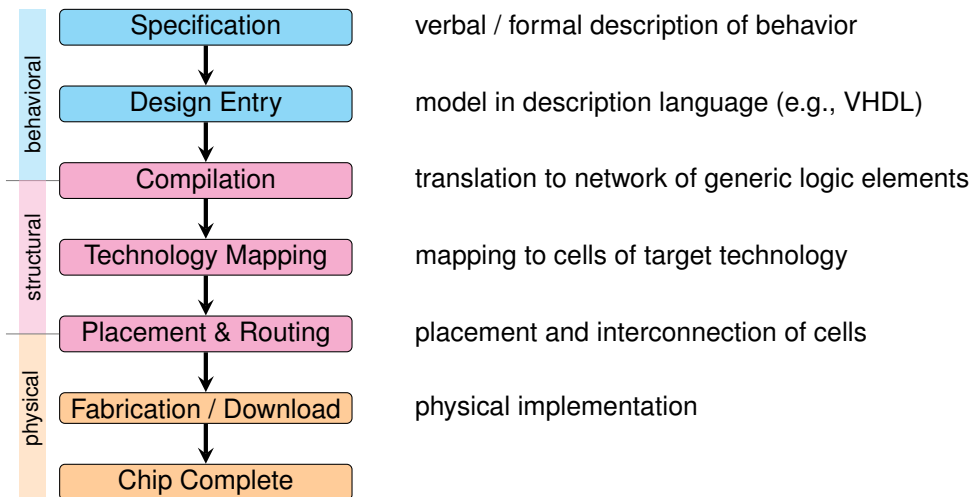 Specification verbal / formal description of behavior
behavioral
Design Entry model in description language (e.g., VHDL)
Compilation translation to network of generic logic elements
structural
Technology Mapping mapping to cells of target technology
Placement & Routing placement and interconnection of cells
physical
Fabrication / Download physical implementation
Chip Complete